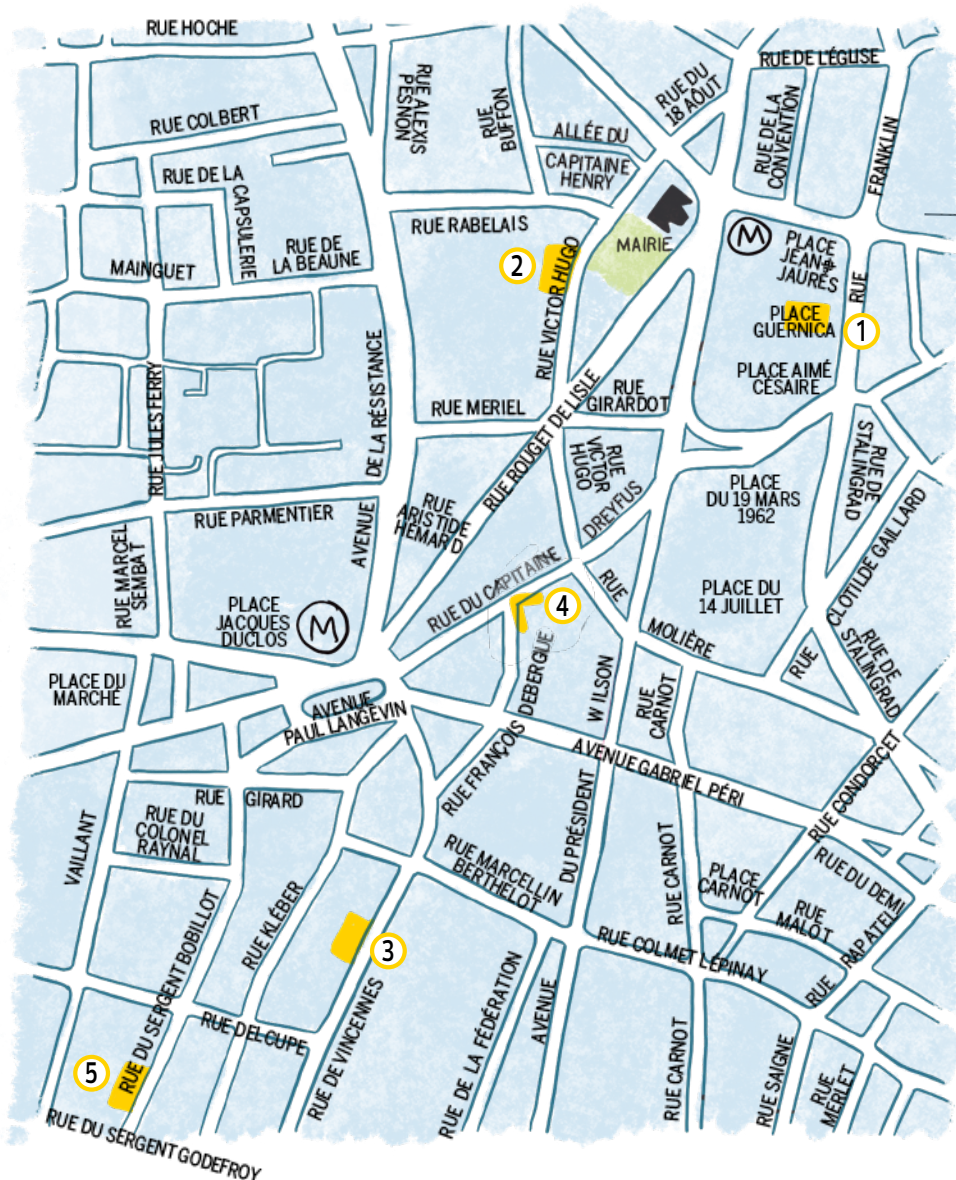 RUE HOCHE
RUE DE L'ÉGLISE
RUE DU
18 AOÛT
RUE ALEXIS
PESNON
RUE
BUFFON
RUE DE LA
CONVENTION
FRANKLIN
RUE COLBERT
ALLÉE DU
CAPITAINE
HENRY
RUE DE LA
CAPSULERIE
RUE RABELAIS
MAIRIE
M
PLACE
JEAN
JAURÈS
RUE DE
LA BEAUNE
MAINGUET
2
RUE VICTOR HUGO
RUE
PLACE
GUERNICA
1
PLACE AIMÉ
CÉSAIRE
DE LA RÉSISTANCE
RUE JULES FERRY
RUE MERIEL
RUE
GIRARDOT
RUE ROUGET DE LISLE
RUE
VICTOR
HUGO
RUE DE
STALINGRAD
PLACE
DU 19 MARS
1962
RUE
ARISTIDE
HÉMARD
DREYFUS
CLOTILDE GAILLARD
RUE PARMENTIER
AVENUE
RUE MARCEL
SEMBAT
RUE DU CAPITAINE
RUE
PLACE DU
14 JUILLET
PLACE
JACQUES
DUCLOS
M
4
MOLIÈRE
RUE
RUE DE
STALINGRAD
DEBERGUE
WILSON
RUE
CARNOT
PLACE DU
MARCHÉ
AVENUE
PAUL LANGEVIN
RUE FRANÇOIS
AVENUE GABRIEL PÉRI
RUE CONDORCET
RUE GIRARD
RUE DU
COLONEL
RAYNAL
VAILLANT
DU PRÉSIDENT
RUE MARCELLIN
BERTHELOT
RUE CARNOT
PLACE
CARNOT
RUE DU DEMI
RUE
MALOT
RUE KLÉBER
RUE DU SERGENT BOBILLOT
3
RUE COLMET LÉPINAY
RUE
RAPATEL
RUE DELCUPE
RUE DE VINCENNES
RUE DE LA FÉDÉRATION
AVENUE
RUE CARNOT
RUE SAIGNE
RUE
MERLET
5
RUE DU SERGENT GODEFROY